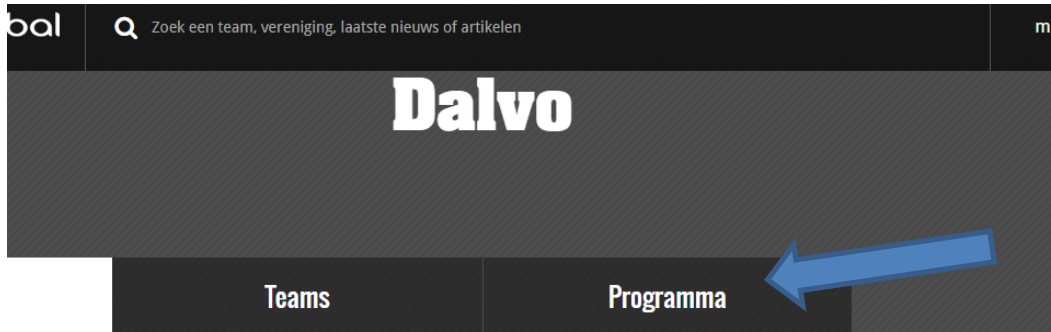 bal
Zoek een team, vereniging, laatste nieuws of artikelen
m
Dalvo
Teams
Programma